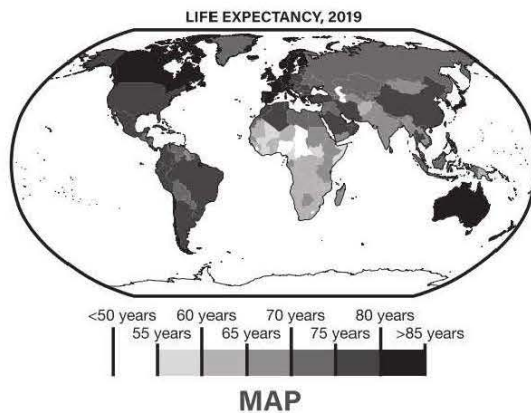 LIFE EXPECTANCY, 2019
<50 years 60 years 70 years 80 years
55 years 65 years 75 years >85 years
MAP